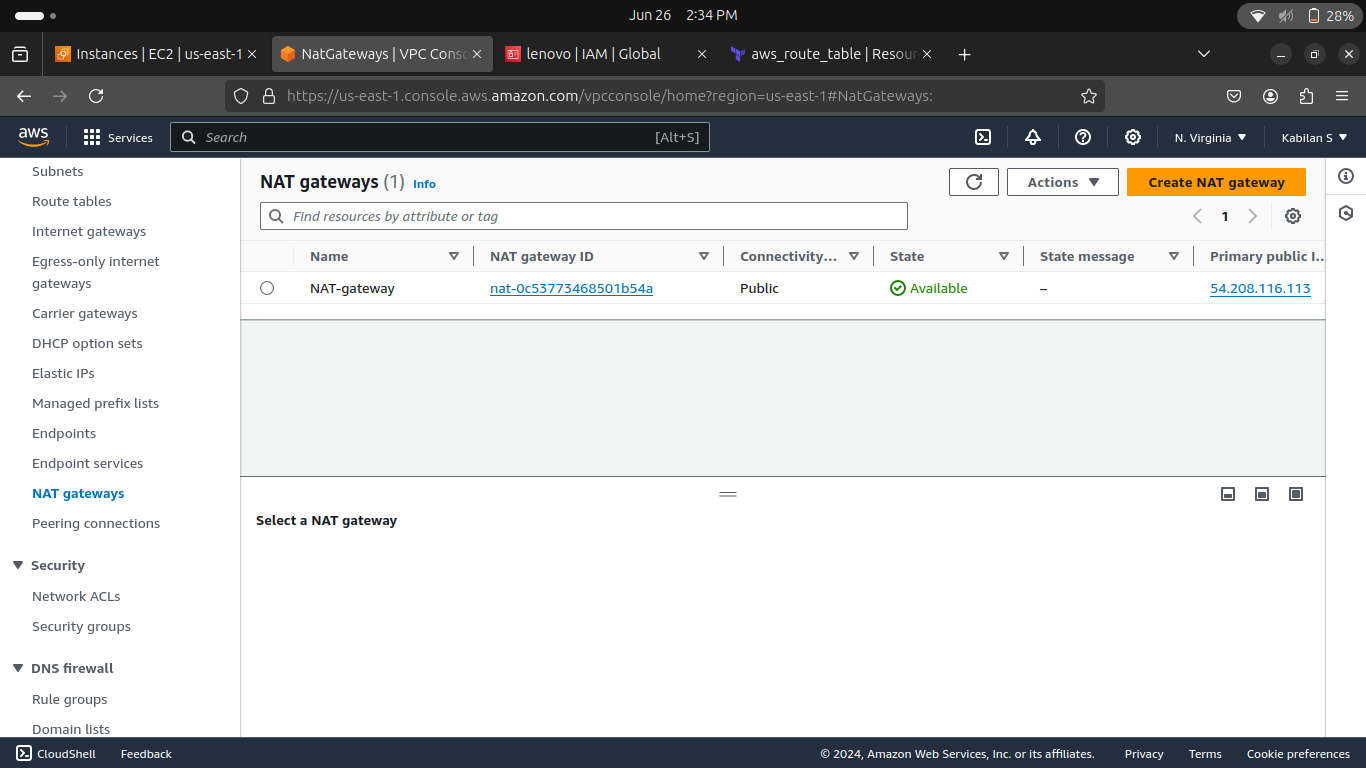 Jun 26 2:34 PM
28%
Instances | EC2 | us-east-1
NatGateways | VPC Conso
lenovo | IAM | Global
aws_route_table | Resour
https://us-east-1.console.aws.amazon.com/vpcconsole/home?region=us-east-1#NatGateways:
aws
Services
Search
[Alt+S]
N. Virginia
Kabilan S
Subnets
Route tables
Internet gateways
Egress-only internet
gateways
Carrier gateways
DHCP option sets
Elastic IPs
Managed prefix lists
Endpoints
Endpoint services
NAT gateways
Peering connections
Security
Network ACLs
Security groups
DNS firewall
Rule groups
Domain lists
NAT gateways (1) Info
Actions
Create NAT gateway
Find resources by attribute or tag
1
Name NAT gateway ID Connectivity... State State message Primary public I...
NAT-gateway nat-0c53773468501b54a Public Available – 54.208.116.113
Select a NAT gateway
CloudShell Feedback © 2024, Amazon Web Services, Inc. or its affiliates. Privacy Terms Cookie preferences